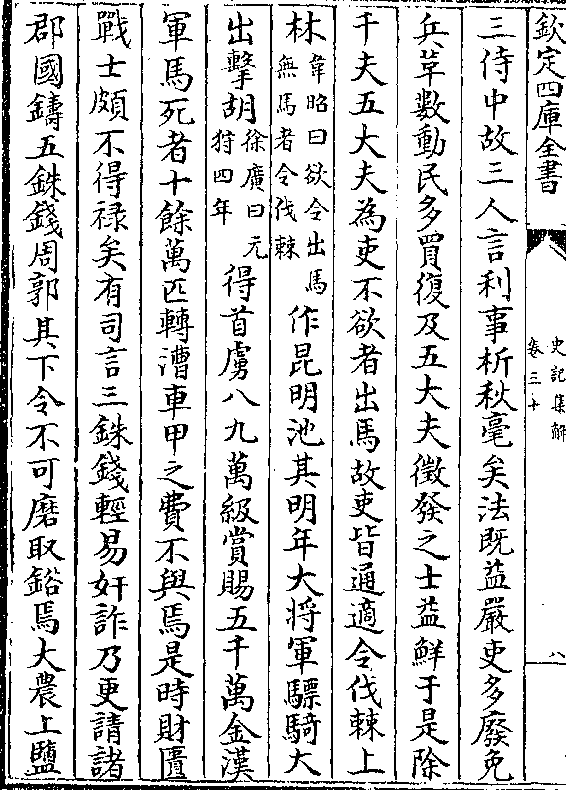 欽定四庫全書
史記集解
卷三十
八
三侍中故三人言利事析秋毫矣法既益嚴吏多廢免
兵革數動民多買復及五大夫徵發之士益鮮于是除
千夫五大夫為吏不欲者出馬故吏皆通適令伐棘上
林韋昭曰欲令出馬無馬者令伐棘作昆明池其明年大將軍驃騎大
出擊胡徐廣曰元狩四年得首虜八九萬級賞賜五千萬金漢
軍馬死者十餘萬匹轉漕車甲之費不與焉是時財匱
戰士頗不得祿矣有司言三銖錢輕易奸詐乃更請諸
郡國鑄五銖錢周郭其下令不可磨取鋊焉大農上鹽